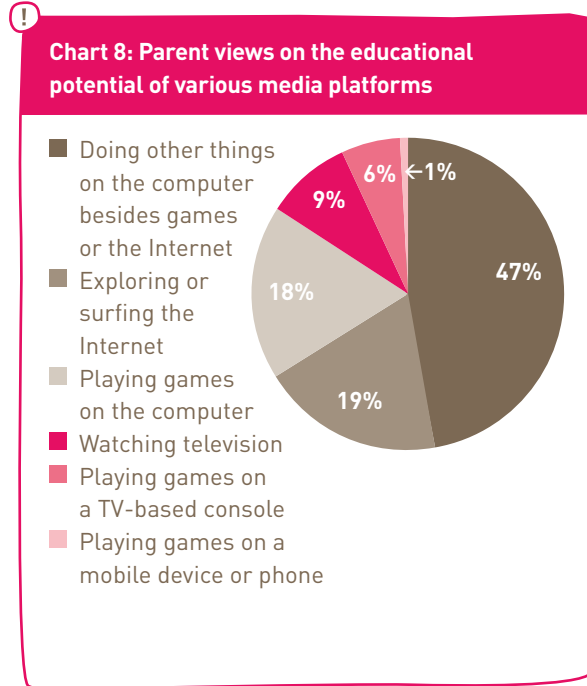 !
Chart 8: Parent views on the educational
potential of various media platforms
Doing other things
on the computer
besides games
or the Internet
Exploring or
surfing the
Internet
Playing games
on the computer
Watching television
Playing games on
a TV-based console
Playing games on a
mobile device or phone
47%
19%
18%
9%
6%
←1%